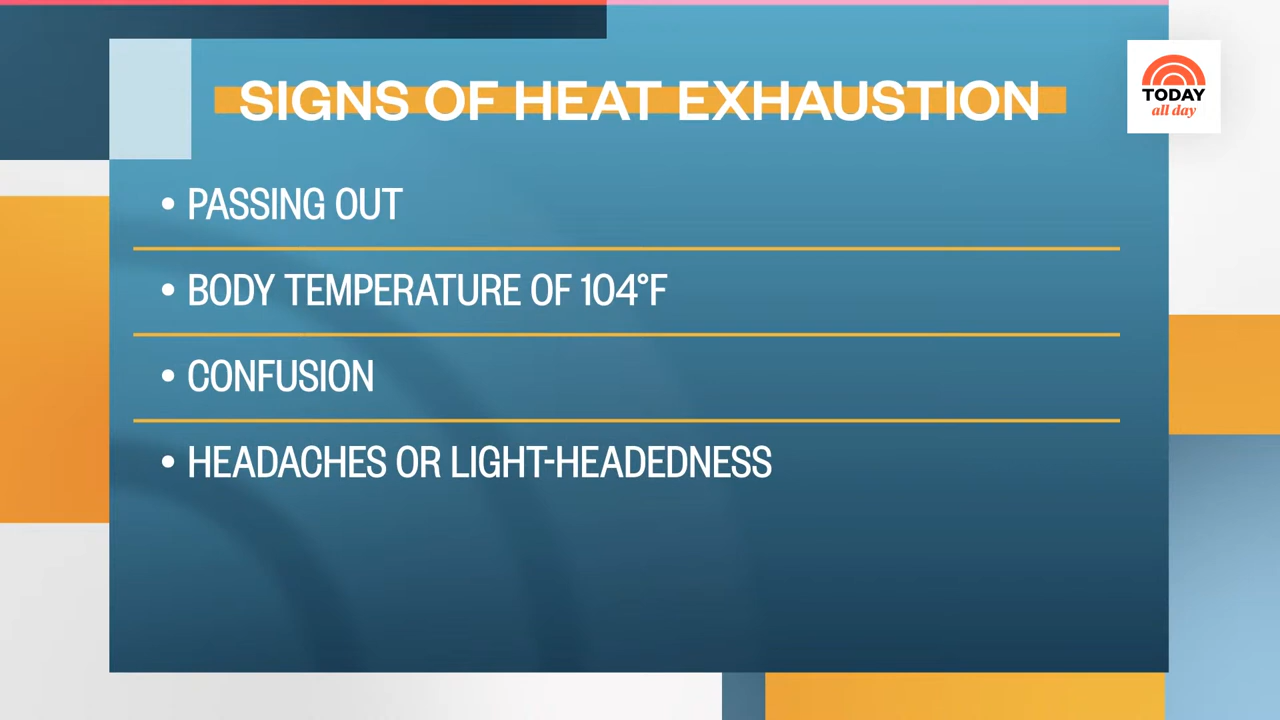 SIGNS OF HEAT EXHAUSTION
TODAY
all day
• PASSING OUT
• BODY TEMPERATURE OF 104°F
• CONFUSION
• HEADACHES OR LIGHT-HEADEDNESS